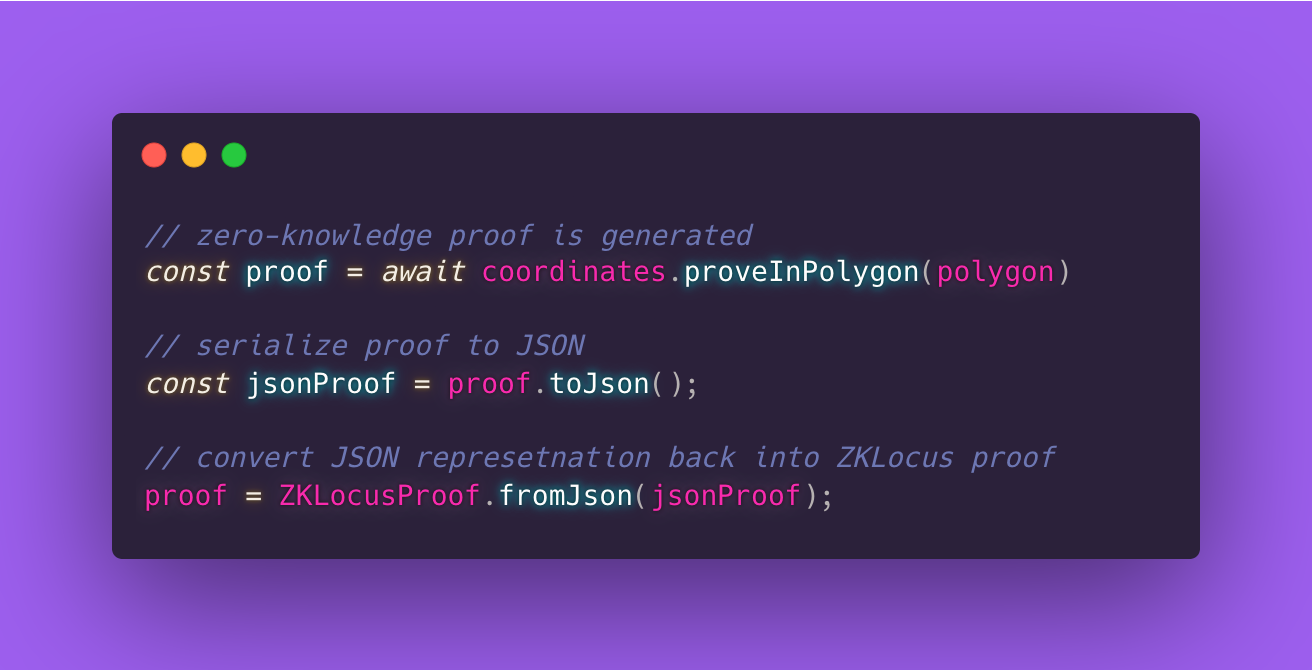 // zero-knowledge proof is generated
const proof = await coordinates.proveInPolygon(polygon)
// serialize proof to JSON
const jsonProof = proof.toJson();
// convert JSON represetnation back into ZKLocus proof
proof = ZKLocusProof.fromJson(jsonProof);